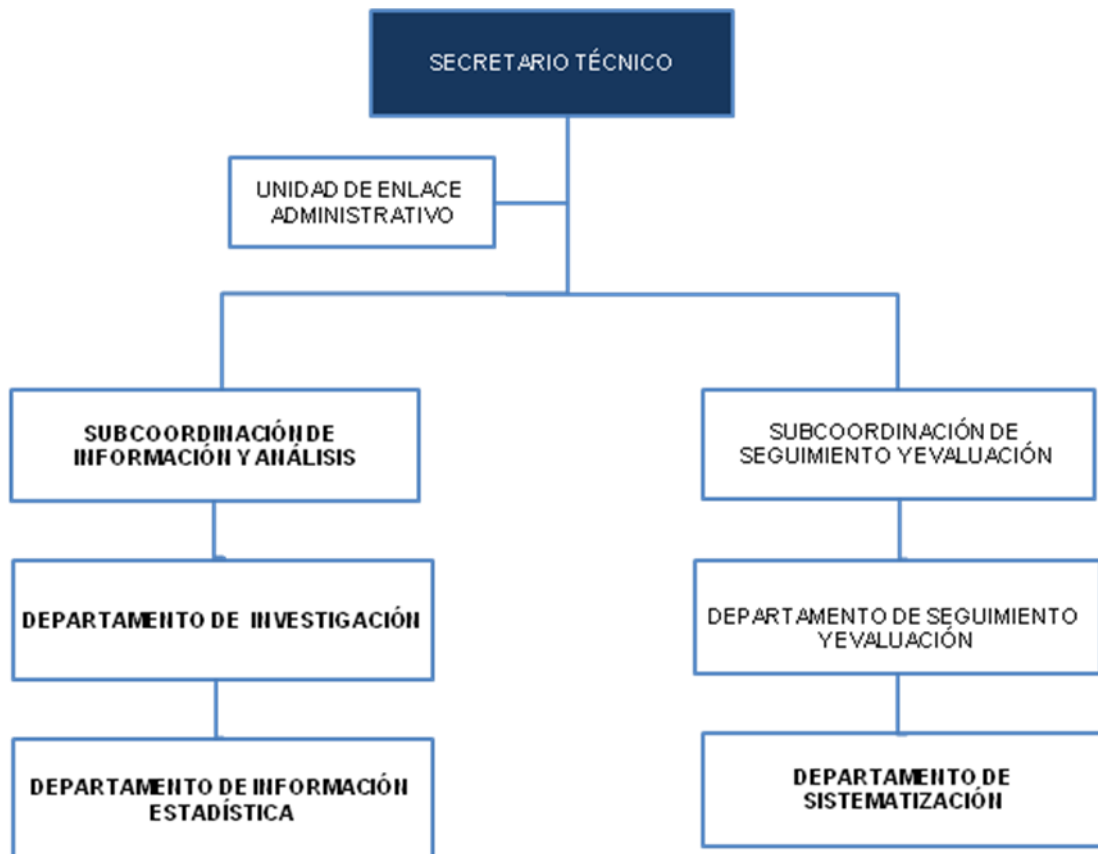 SECRETARIO TÉCNICO
UNIDAD DE ENLACE
ADMINISTRATIVO
SUBCOORDINACIÓN DE
INFORMACIÓN Y ANÁLISIS
SUBCOORDINACIÓN DE
SEGUIMIENTO YEVALUACIÓN
DEPARTAMENTO DE INVESTIGACIÓN
DEPARTAMENTO DE SEGUIMIENTO
YEVALUACIÓN
DEPARTAMENTO DE INFORMACIÓN
ESTADÍSTICA
DEPARTAMENTO DE
SISTEMATIZACIÓN